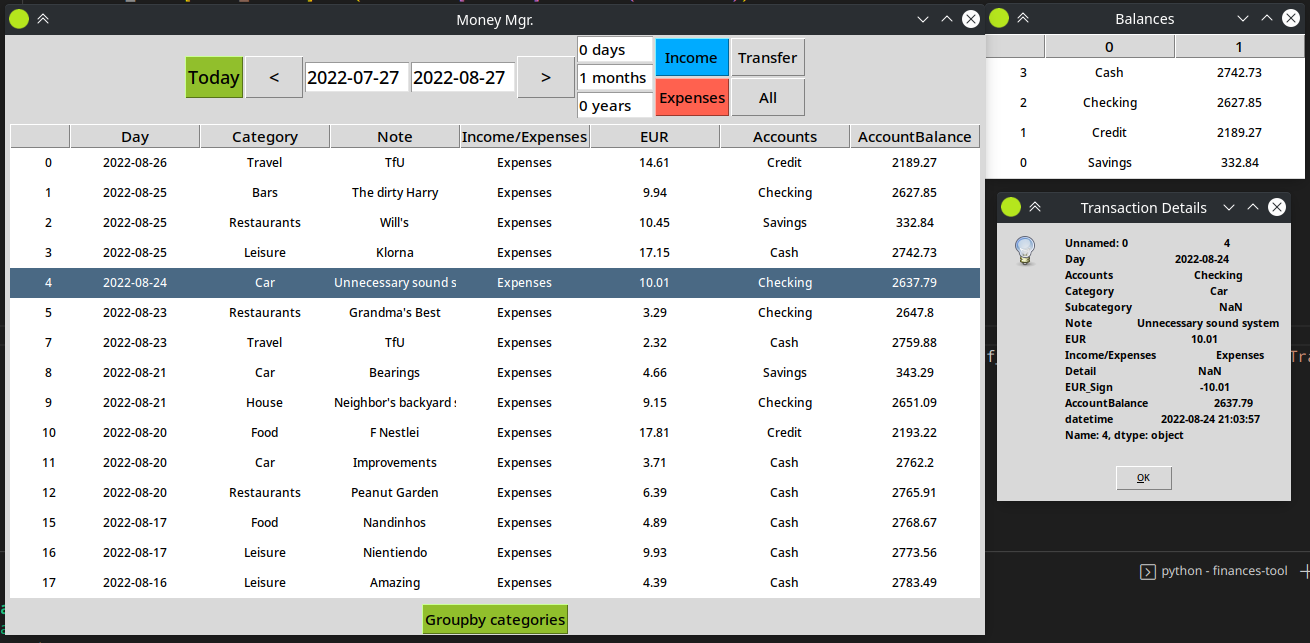 Money Mgr.
Today < 2022-07-27 2022-08-27 >
0 days
1 months
0 years
Income Transfer
Expenses All
Day Category Note Income/Expenses EUR Accounts AccountBalance
0 2022-08-26 Travel TfU Expenses 14.61 Credit 2189.27
1 2022-08-25 Bars The dirty Harry Expenses 9.94 Checking 2627.85
2 2022-08-25 Restaurants Will's Expenses 10.45 Savings 332.84
3 2022-08-25 Leisure Klorna Expenses 17.15 Cash 2742.73
4 2022-08-24 Car Unnecessary sound s Expenses 10.01 Checking 2637.79
5 2022-08-23 Restaurants Grandma's Best Expenses 3.29 Checking 2647.8
7 2022-08-23 Travel TfU Expenses 2.32 Cash 2759.88
8 2022-08-21 Car Bearings Expenses 4.66 Savings 343.29
9 2022-08-21 House Neighbor's backyard Expenses 9.15 Checking 2651.09
10 2022-08-20 Food F Nestlei Expenses 17.81 Credit 2193.22
11 2022-08-20 Car Improvements Expenses 3.71 Cash 2762.2
12 2022-08-20 Restaurants Peanut Garden Expenses 6.39 Cash 2765.91
15 2022-08-17 Food Nandinhos Expenses 4.89 Cash 2768.67
16 2022-08-17 Leisure Nientiendo Expenses 9.93 Cash 2773.56
17 2022-08-16 Leisure Amazing Expenses 4.39 Cash 2783.49
Groupby categories
Balances
0 1
3 Cash 2742.73
2 Checking 2627.85
1 Credit 2189.27
0 Savings 332.84
Transaction Details
Unnamed: 0 4
Day 2022-08-24
Accounts Checking
Category Car
Subcategory NaN
Note Unnecessary sound system
EUR 10.01
Income/Expenses Expenses
Detail NaN
EUR_Sign -10.01
AccountBalance 2637.79
datetime 2022-08-24 21:03:57
Name: 4, dtype: object
OK
python - finances-tool